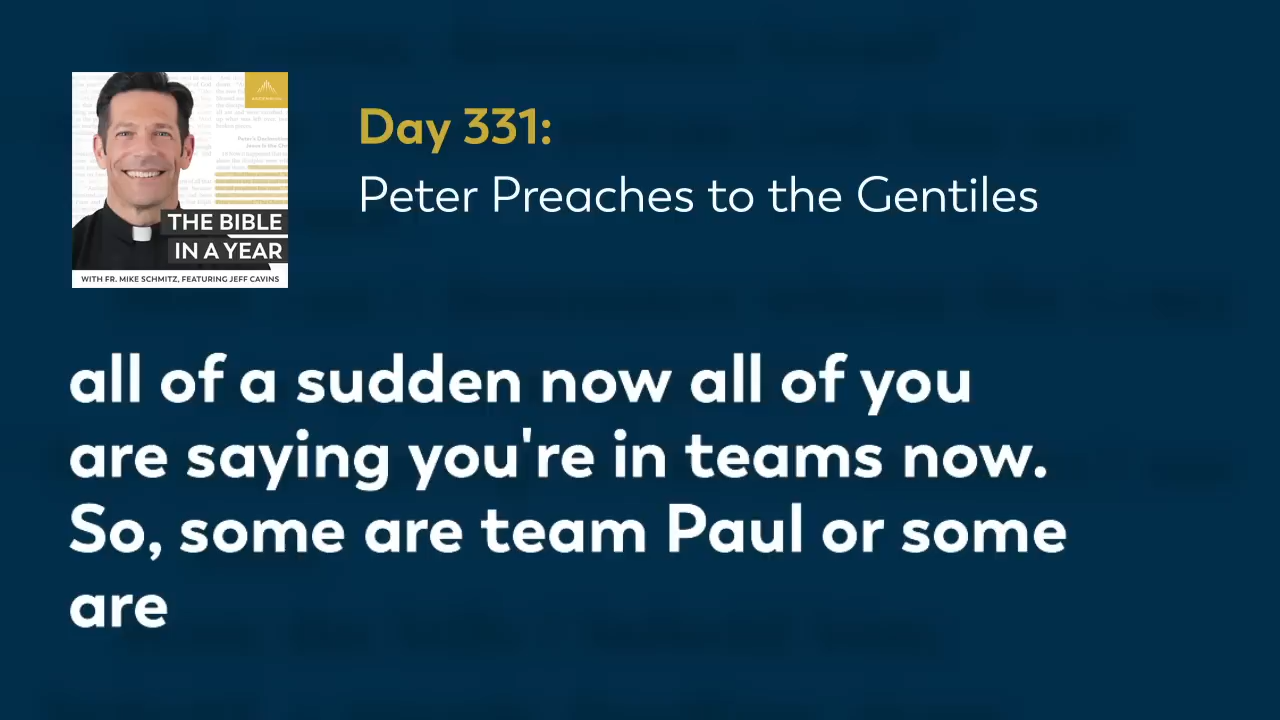 Day 331:
Peter Preaches to the Gentiles
THE BIBLE
IN A YEAR
WITH FR. MIKE SCHMITZ, FEATURING JEFF CAVINS
all of a sudden now all of you
are saying you're in teams now.
So, some are team Paul or some
are